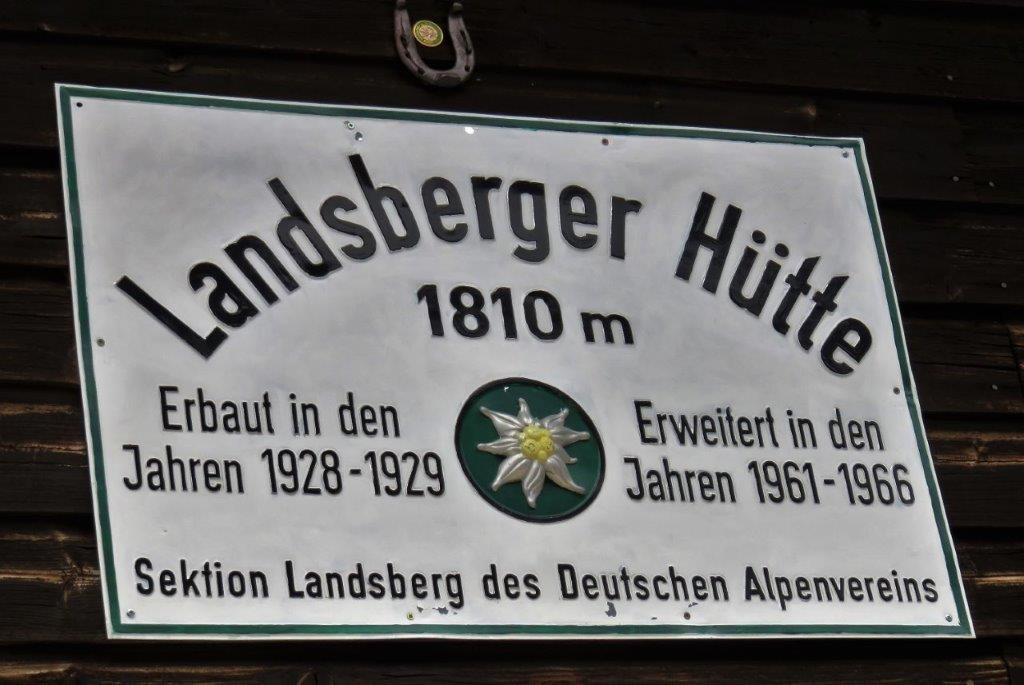 Landsberger Hütte
1810 m
Erbaut in den
Jahren 1928-1929
Erweitert in den
Jahren 1961-1966
Sektion Landsberg des Deutschen Alpenvereins